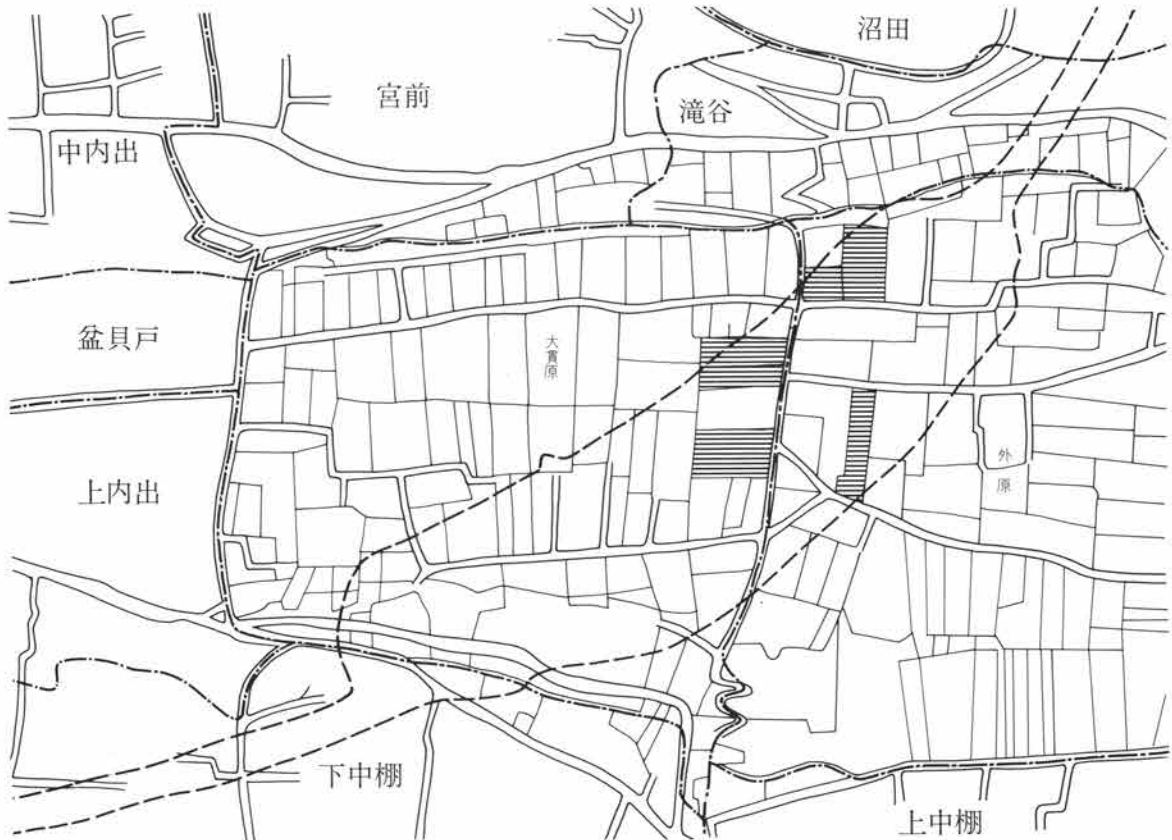 沼田
宮前
滝谷
中内出
盆貝戸
大貫原
上内出
外原
下中棚
上中棚